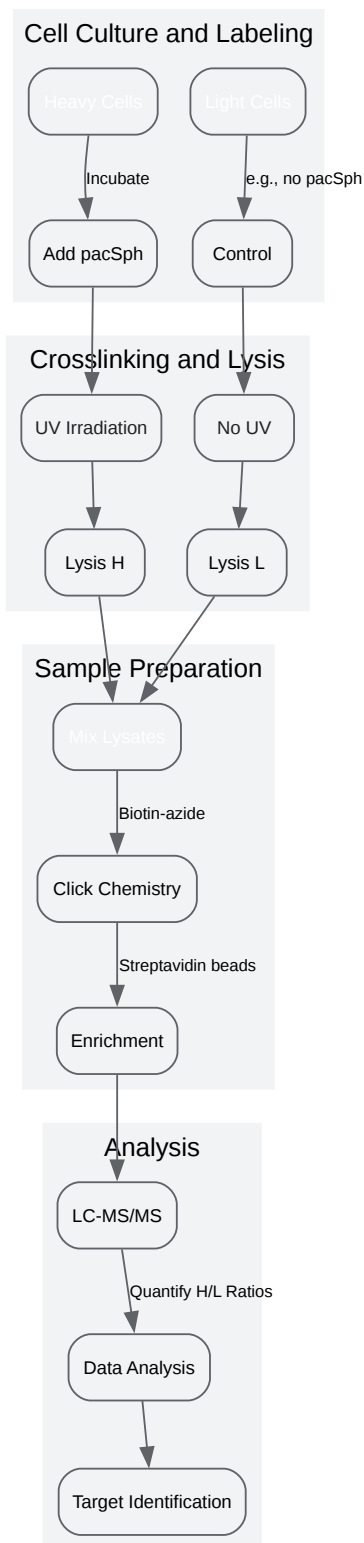 Cell Culture and Labeling
Heavy Cells
Light Cells
Incubate
e.g., no pacSph
Add pacSph
Control
Crosslinking and Lysis
UV Irradiation
No UV
Lysis H
Lysis L
Sample Preparation
Mix Lysates
Biotin-azide
Click Chemistry
Streptavidin beads
Enrichment
Analysis
LC-MS/MS
Quantify H/L Ratios
Data Analysis
Target Identification